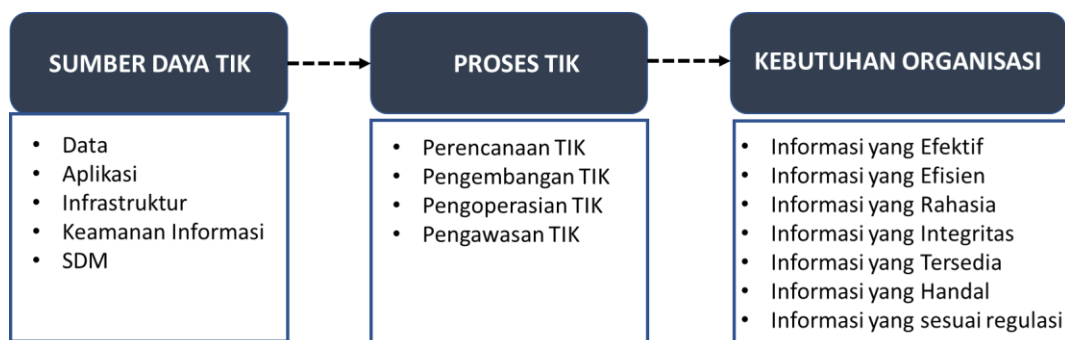 SUMBER DAYA TIK
PROSES TIK
KEBUTUHAN ORGANISASI
• Data
• Aplikasi
• Infrastruktur
• Keamanan Informasi
• SDM
• Perencanaan TIK
• Pengembangan TIK
• Pengoperasian TIK
• Pengawasan TIK
• Informasi yang Efektif
• Informasi yang Efisien
• Informasi yang Rahasia
• Informasi yang Integritas
• Informasi yang Tersedia
• Informasi yang Handal
• Informasi yang sesuai regulasi